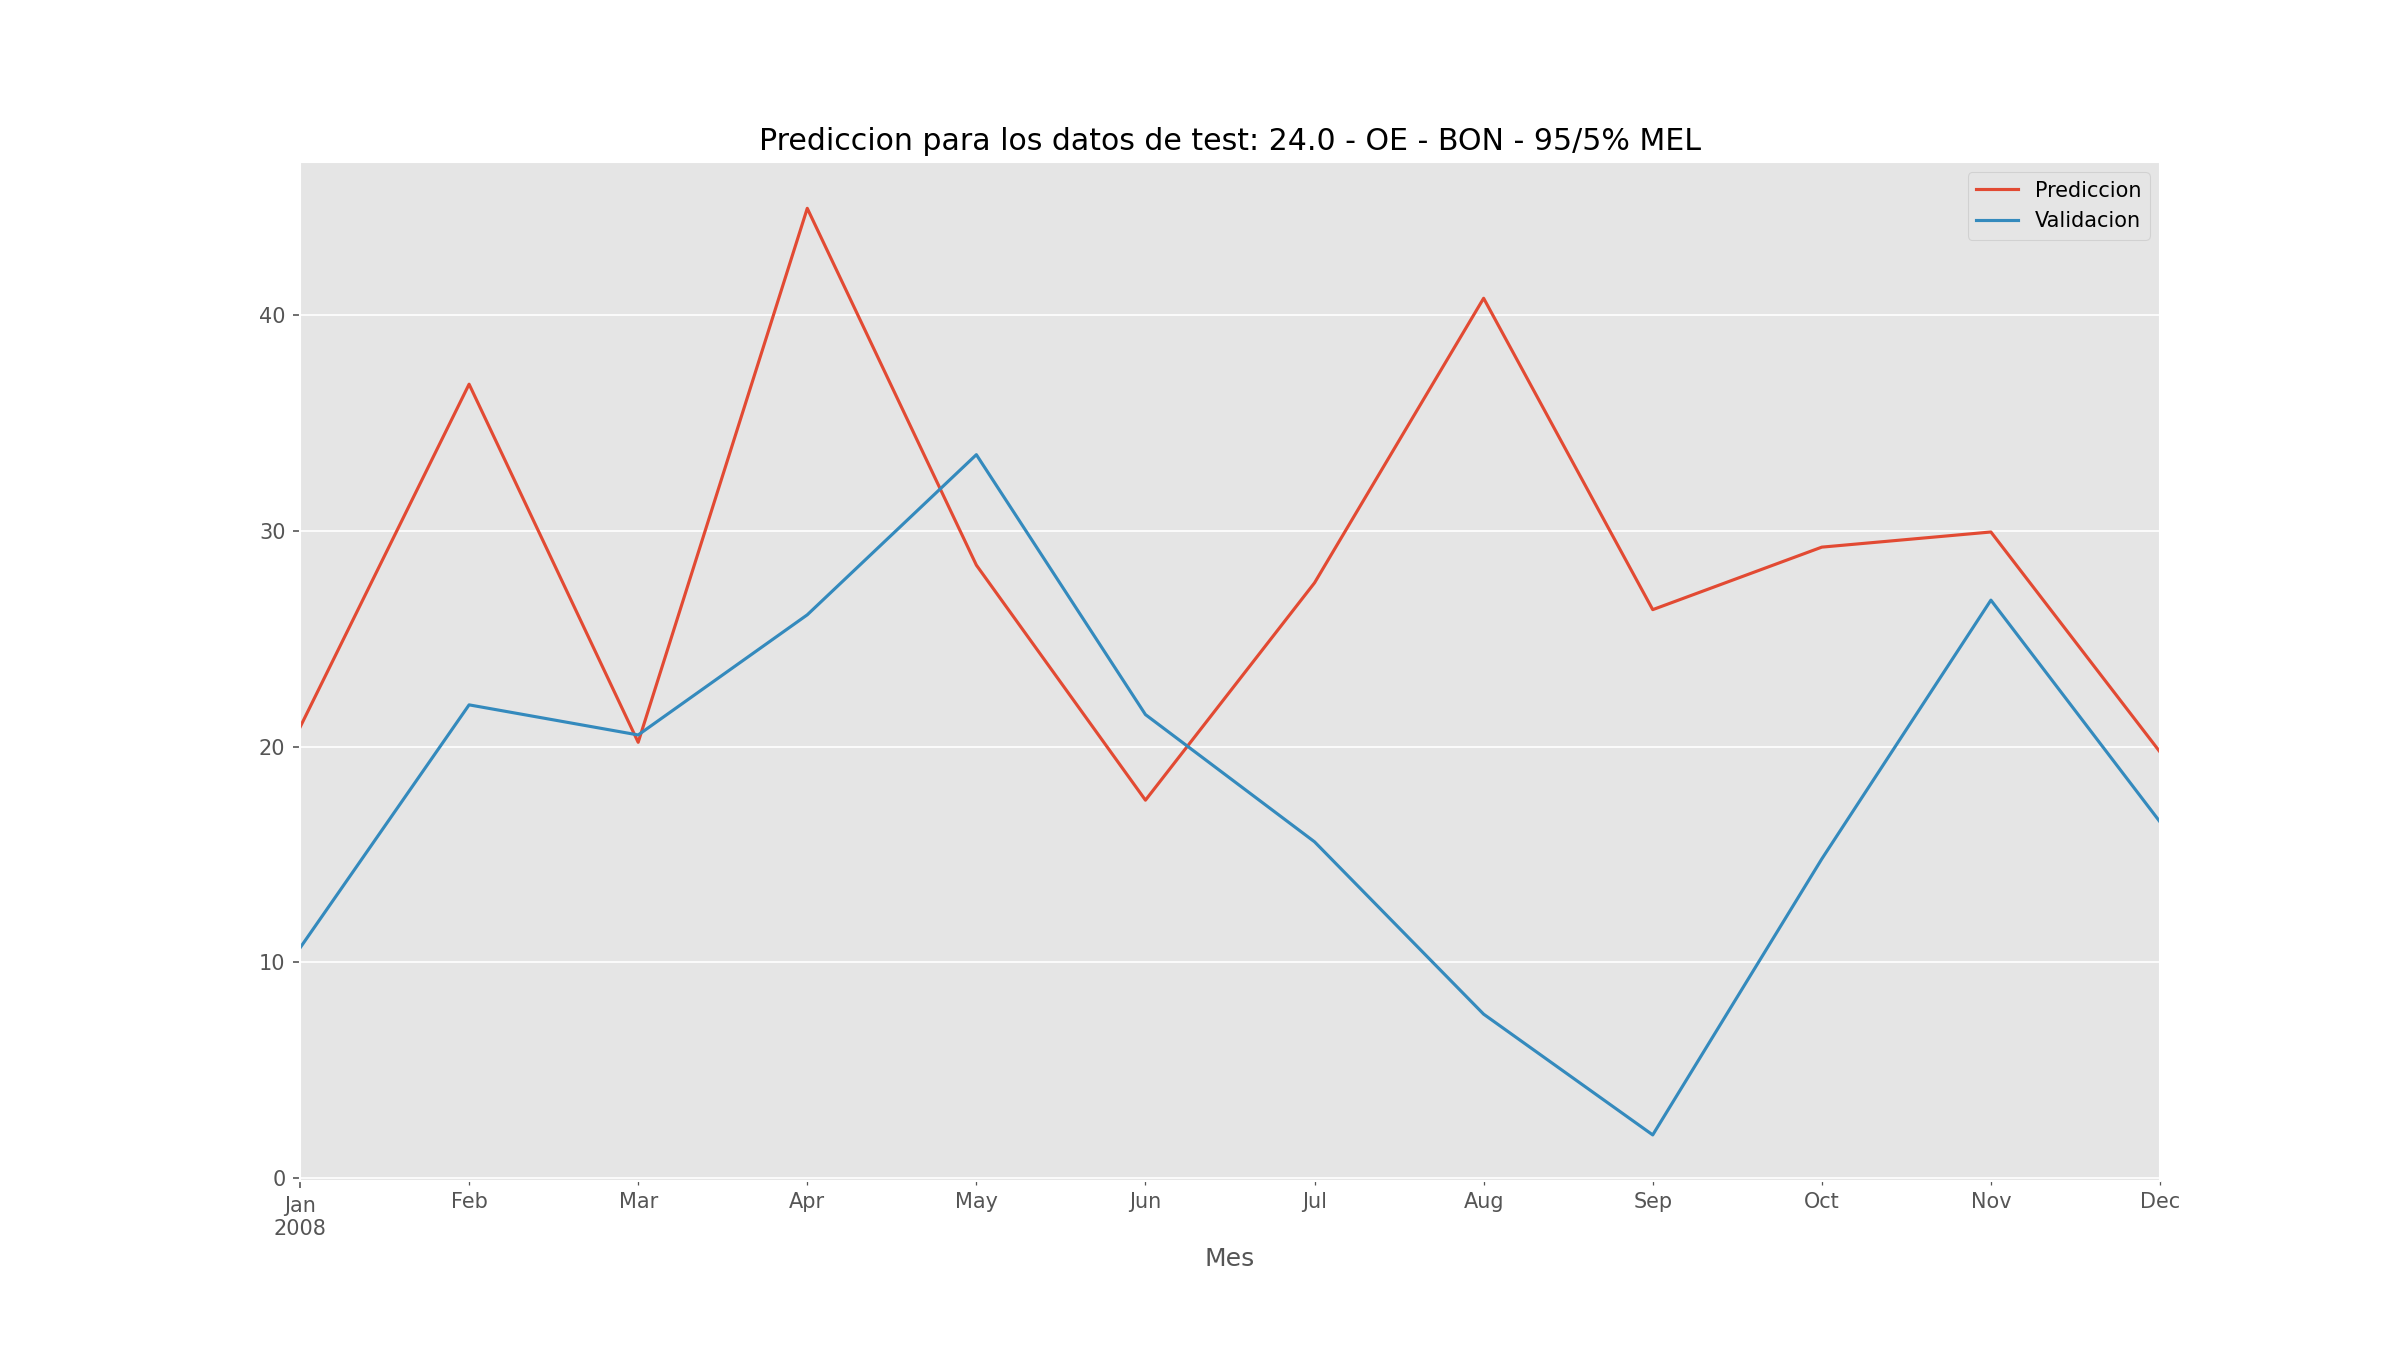 Prediccion para los datos de test: 24.0 - OE - BON - 95/5% MEL
Prediccion
Validacion
40
30
20
10
0
Jan Feb Mar Apr May Jun Jul Aug Sep Oct Nov Dec
2008
Mes